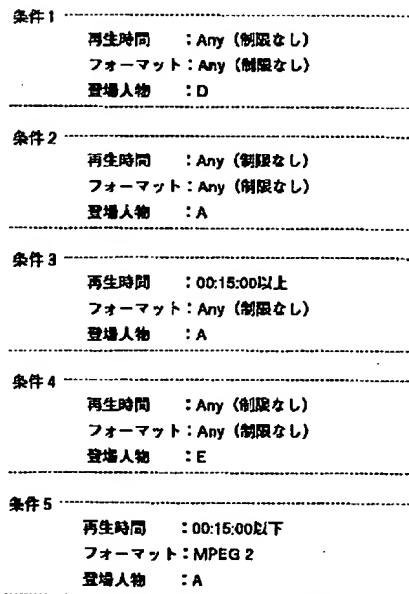 条件1
再生時間 :Any(制限なし)
フォーマット:Any(制限なし)
登場人物 :D
条件2
再生時間 :Any(制限なし)
フォーマット:Any(制限なし)
登場人物 :A
条件3
再生時間 :00:15:00以上
フォーマット:Any(制限なし)
登場人物 :A
条件4
再生時間 :Any(制限なし)
フォーマット:Any(制限なし)
登場人物 :E
条件5
再生時間 :00:15:00以下
フォーマット:MPEG 2
登場人物 :A